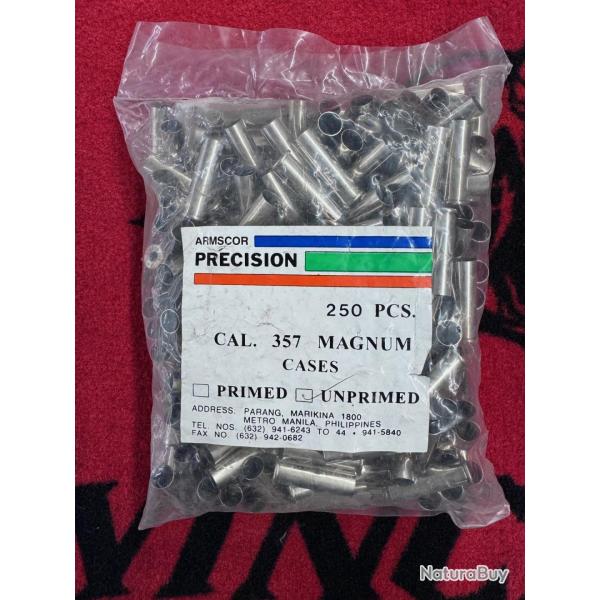 ARMSCOR
PRECISION
250 PCS.
CAL. 357 MAGNUM
CASES
PRIMED UNPRIMED
ADDRESS: PARANG, MARIKINA 1800
METRO MANILA, PHILIPPINES
TEL. NOS. (632) 941-6243 TO 44 • 941-5840
FAX NO. (632) 942-0682
NaturaBuy